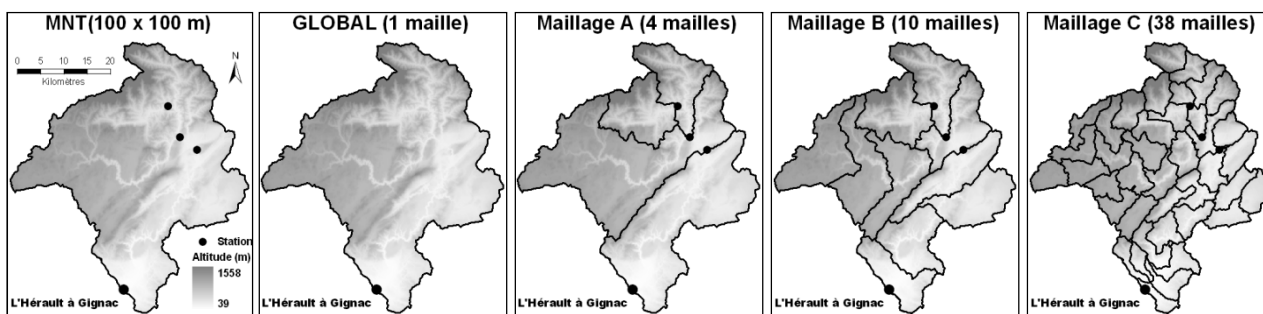 MNT(100 x 100 m)
0 5 10 15 20
Kilomètres
N
Station
Altitude (m)
1558
39
L'Hérault à Gignac
GLOBAL (1 maille)
L'Hérault à Gignac
Maillage A (4 mailles)
L'Hérault à Gignac
Maillage B (10 mailles)
L'Hérault à Gignac
Maillage C (38 mailles)
L'Hérault à Gignac